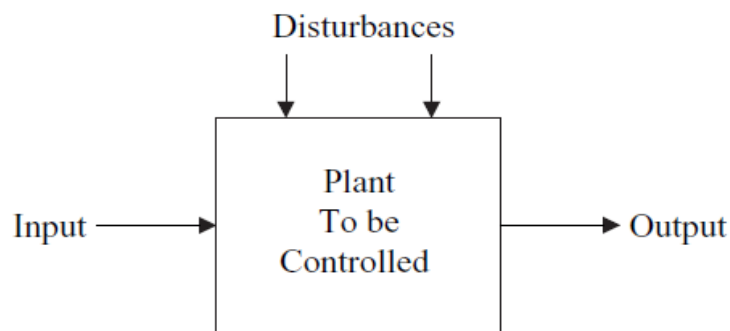 Disturbances
Plant
To be
Input
Output
Controlled